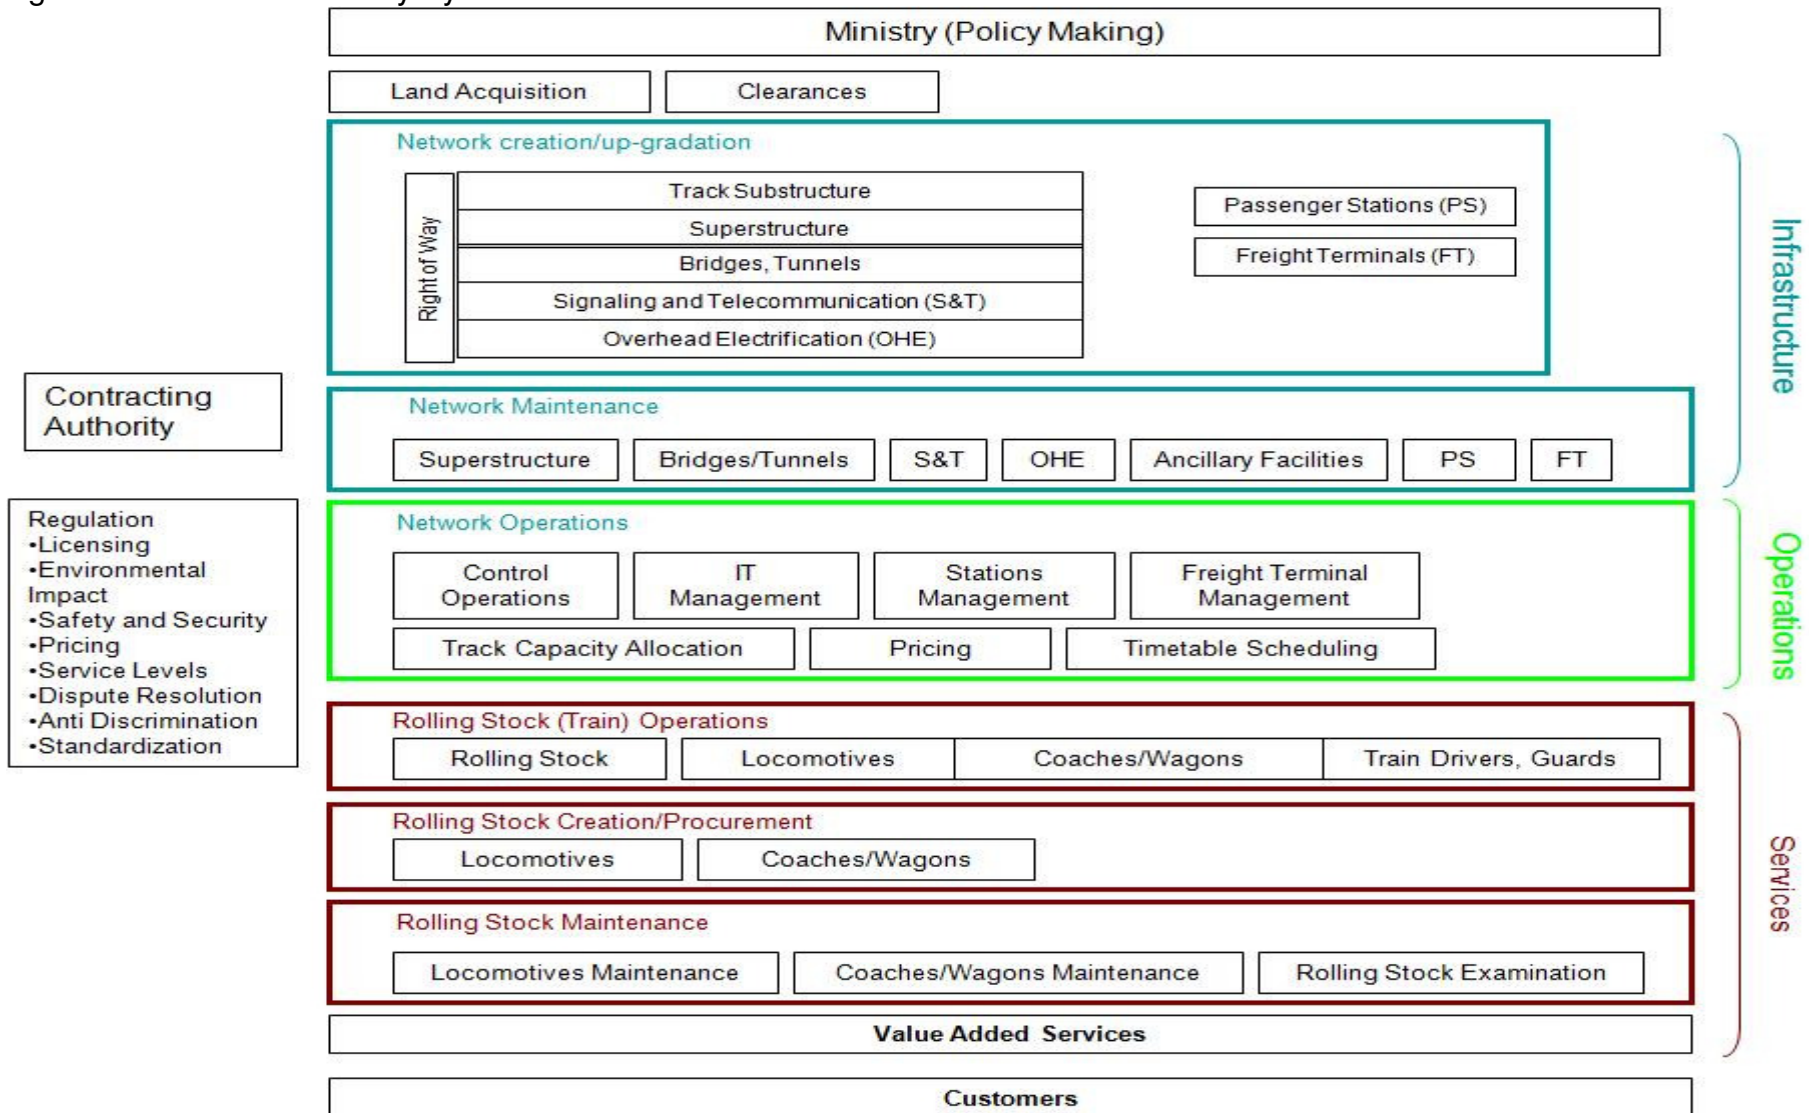 Ministry (Policy Making)
Land Acquisition
Clearances
Network creation/up-gradation
Right of Way
Track Substructure
Superstructure
Bridges, Tunnels
Signaling and Telecommunication (S&T)
Overhead Electrification (OHE)
Passenger Stations (PS)
Freight Terminals (FT)
Infrastructure
Contracting
Authority
Network Maintenance
Superstructure
Bridges/Tunnels
S&T
OHE
Ancillary Facilities
PS
FT
Regulation
•Licensing
•Environmental
Impact
•Safety and Security
•Pricing
•Service Levels
•Dispute Resolution
•Anti Discrimination
•Standardization
Network Operations
Control
Operations
IT
Management
Stations
Management
Freight Terminal
Management
Track Capacity Allocation
Pricing
Timetable Scheduling
Operations
Rolling Stock (Train) Operations
Rolling Stock
Locomotives
Coaches/Wagons
Train Drivers, Guards
Rolling Stock Creation/Procurement
Locomotives
Coaches/Wagons
Rolling Stock Maintenance
Locomotives Maintenance
Coaches/Wagons Maintenance
Rolling Stock Examination
Services
Value Added Services
Customers